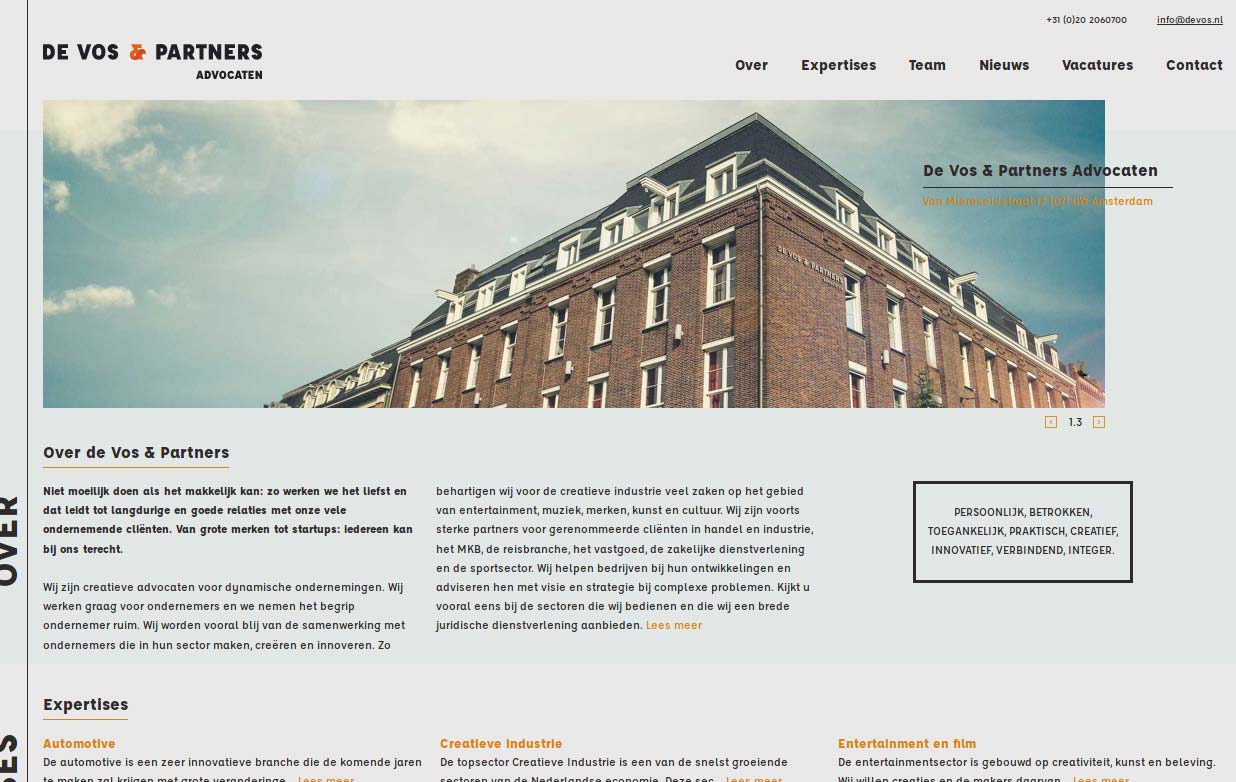 +31 (0)20 2060700 info@devos.nl
DE VOS & PARTNERS
ADVOCATEN
Over Expertises Team Nieuws Vacatures Contact
De Vos & Partners Advocaten
Van Miereveldstraat 13 1071 DW Amsterdam
DE VOS & PARTNERS
1.3
OVER
Over de Vos & Partners
Niet moeilijk doen als het makkelijk kan: zo werken we het liefst en
dat leidt tot langdurige en goede relaties met onze vele
ondernemende cliënten. Van grote merken tot startups: iedereen kan
bij ons terecht.
Wij zijn creatieve advocaten voor dynamische ondernemingen. Wij
werken graag voor ondernemers en we nemen het begrip
ondernemer ruim. Wij worden vooral blij van de samenwerking met
ondernemers die in hun sector maken, creëren en innoveren. Zo
behartigen wij voor de creatieve industrie veel zaken op het gebied
van entertainment, muziek, merken, kunst en cultuur. Wij zijn voorts
sterke partners voor gerenommeerde cliënten in handel en industrie,
het MKB, de reisbranche, het vastgoed, de zakelijke dienstverlening
en de sportsector. Wij helpen bedrijven bij hun ontwikkelingen en
adviseren hen met visie en strategie bij complexe problemen. Kijkt u
vooral eens bij de sectoren die wij bedienen en die wij een brede
juridische dienstverlening aanbieden. Lees meer
PERSOONLIJK, BETROKKEN,
TOEGANKELIJK, PRAKTISCH, CREATIEF,
INNOVATIEF, VERBINDEND, INTEGER.
Expertises
Automotive
De automotive is een zeer innovatieve branche die de komende jaren
te maken zal krijgen met grote veranderinge... Lees meer
Creatieve Industrie
De topsector Creatieve Industrie is een van de snelst groeiende
sectoren van de Nederlandse economie. Deze sec... Lees meer
Entertainment en film
De entertainmentsector is gebouwd op creativiteit, kunst en beleving.
Wij willen creaties en de makers daarvan... Lees meer